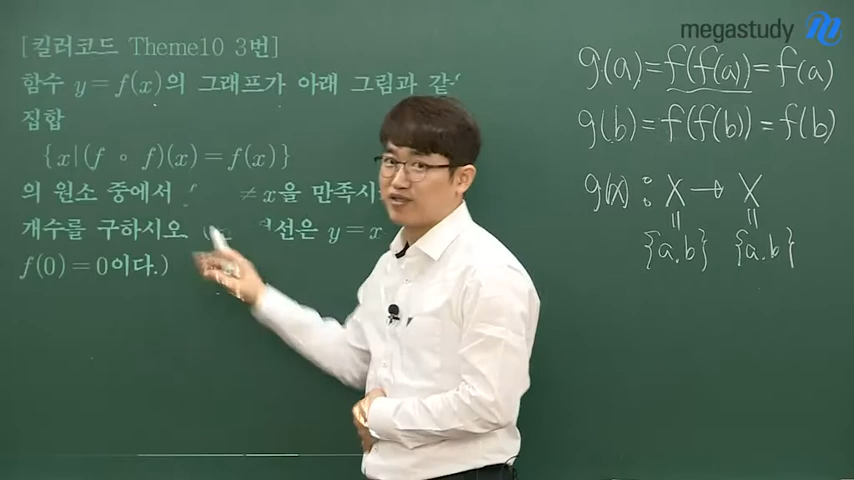 megastudy
[킬러코드 Theme10 3번]
함수 y=f(x)의 그래프가 아래 그림과 같
집합
{x|(f ∘ f)(x)=f(x)}
의 원소 중에서 ≠x을 만족시
개수를 구하시오 선은 y=x
f(0)=0이다.)
g(a)=f(f(a))=f(a)
g(b)=f(f(b))=f(b)
g(x) : X→X
= =
{a.b} {a.b}